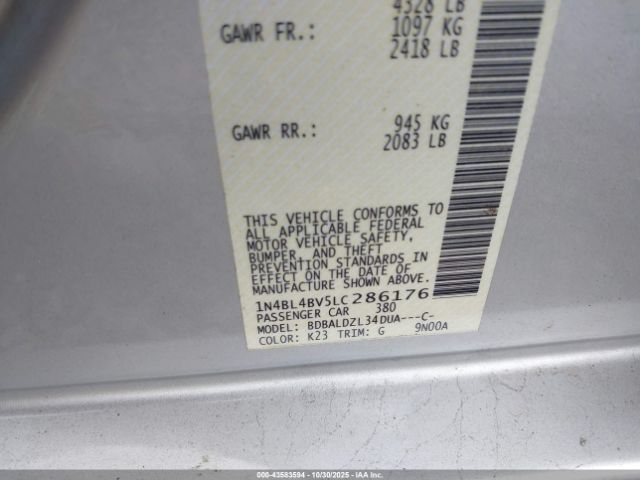 4328 LB
GAWR FR.: 1097 KG
2418 LB
GAWR RR.: 945 KG
2083 LB
THIS VEHICLE CONFORMS TO
ALL APPLICABLE FEDERAL
MOTOR VEHICLE SAFETY,
BUMPER, AND THEFT
PREVENTION STANDARDS IN
EFFECT ON THE DATE OF
MANUFACTURE SHOWN ABOVE.
1N4BL4BV5LC286176
PASSENGER CAR 380
MODEL: BDBALDZL34DUA---C-
COLOR: K23 TRIM: G 9N00A
000-43583594 | 10/30/2025 | IAA, Inc.